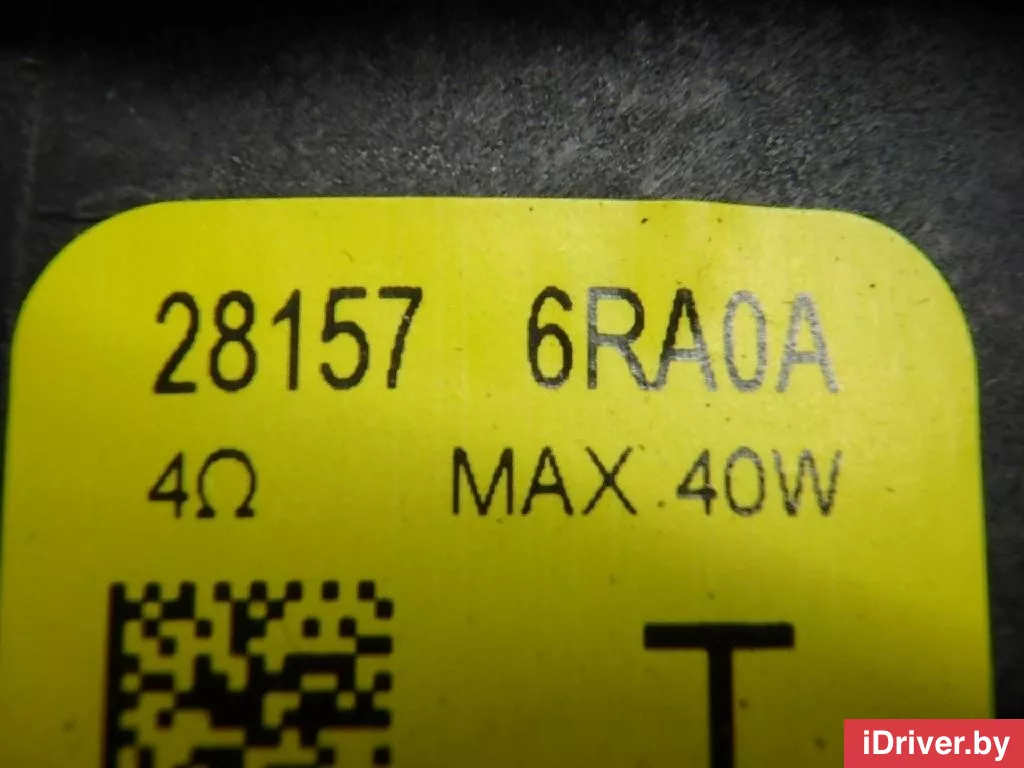 28157 6RA0A
4Ω MAX 40W
T
iDriver.by